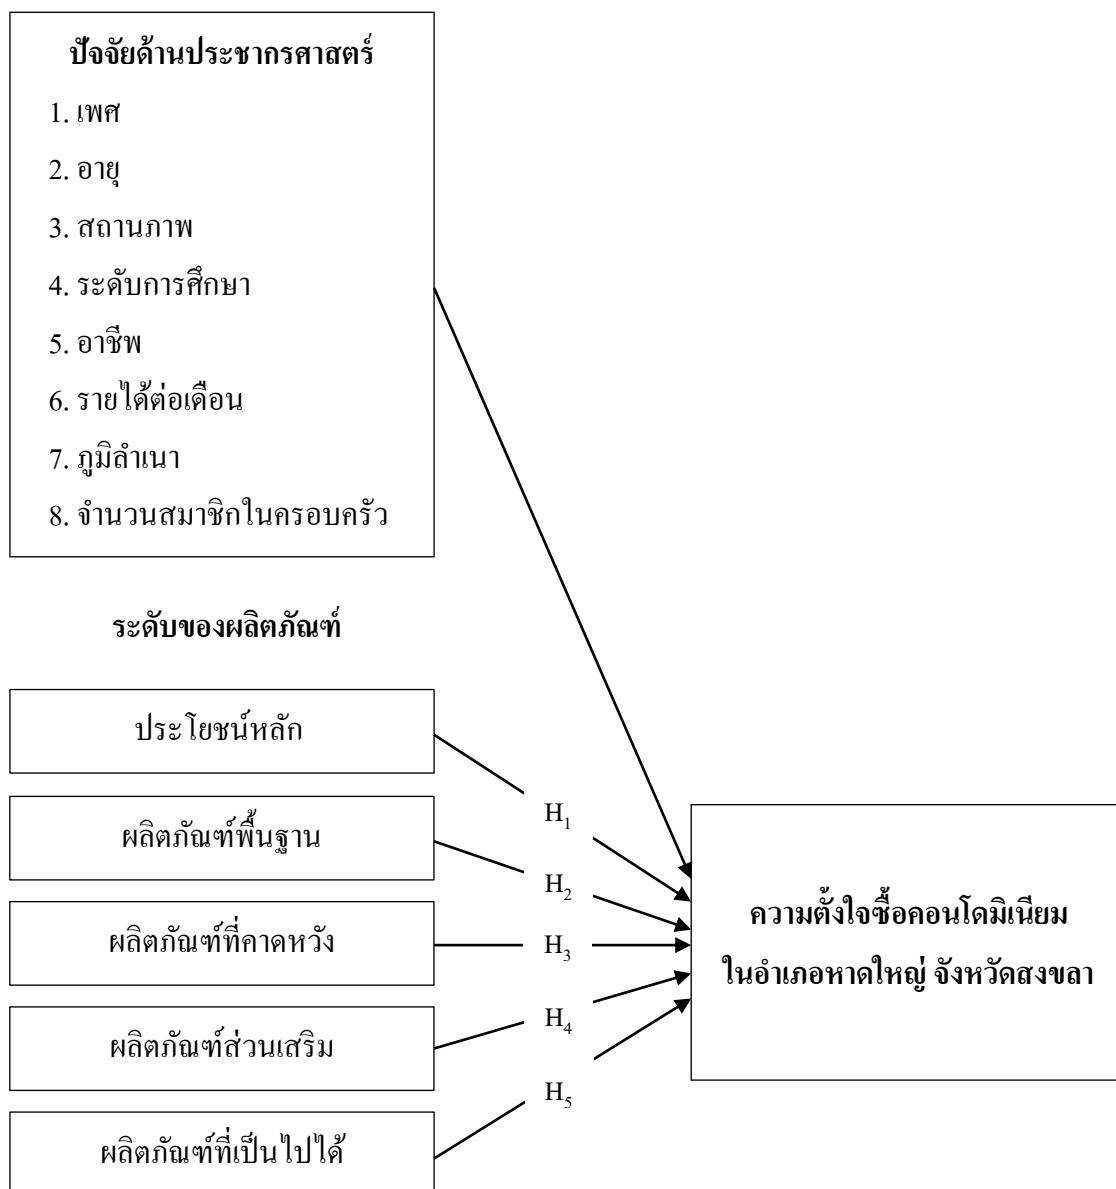 ปัจจัยด้านประชากรศาสตร์
1. เพศ
2. อายุ
3. สถานภาพ
4. ระดับการศึกษา
5. อาชีพ
6. รายได้ต่อเดือน
7. ภูมิลำเนา
8. จำนวนสมาชิกในครอบครัว
ระดับของผลิตภัณฑ์
ประโยชน์หลัก
ผลิตภัณฑ์พื้นฐาน
ผลิตภัณฑ์ที่คาดหวัง
ผลิตภัณฑ์ส่วนเสริม
ผลิตภัณฑ์ที่เป็นไปได้
H₁
H₂
H₃
H₄
H₅
ความตั้งใจซื้อคอนโดมิเนียม
ในอำเภอหาดใหญ่ จังหวัดสงขลา